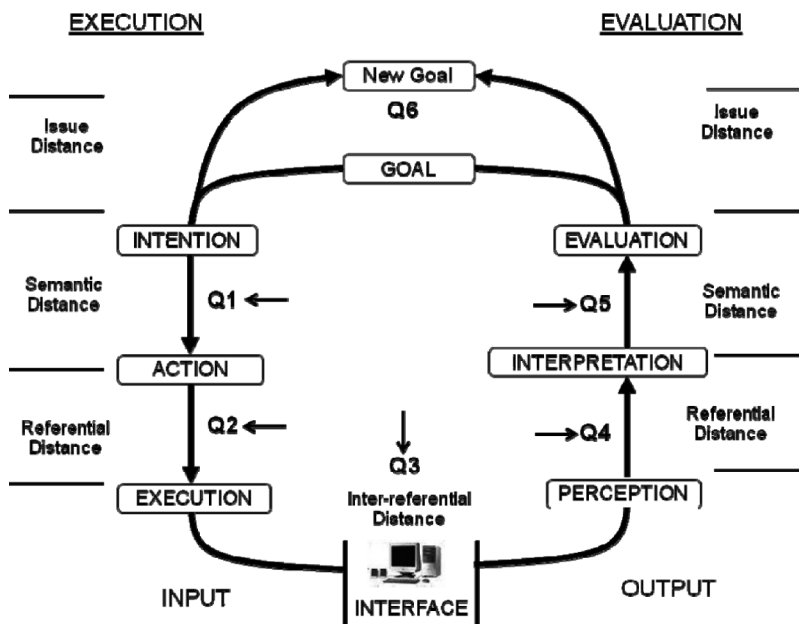 EXECUTION
EVALUATION
New Goal
Q6
Issue
Distance
Issue
Distance
GOAL
INTENTION
EVALUATION
Semantic
Distance
Q1
Q5
Semantic
Distance
ACTION
INTERPRETATION
Referential
Distance
Q2
Q4
Referential
Distance
Q3
EXECUTION
Inter-referential
Distance
PERCEPTION
INPUT
INTERFACE
OUTPUT